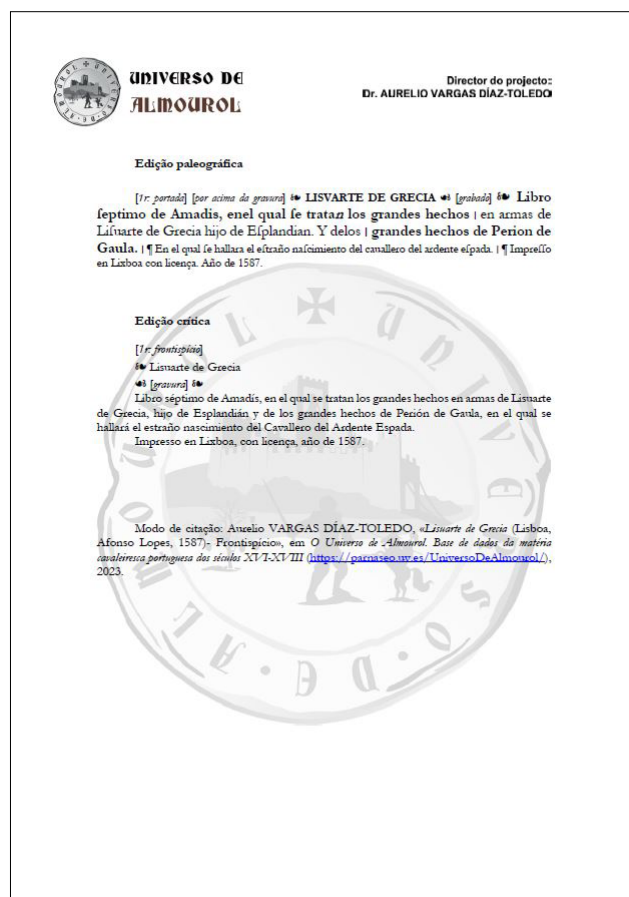 UNIVERSO DE
ALMOUROL
Director do projecto:
Dr. AURELIO VARGAS DÍAZ-TOLEDO
Edição paleográfica
[1r: portada] [por acima da gravura] ❧ LISVARTE DE GRECIA ☙ [grabado] ❧ Libro
ſeptimo de Amadis, enel qual ſe tratan los grandes hechos | en armas de
Liſuarte de Grecia hijo de Eſplandian. Y delos | grandes hechos de Perion de
Gaula. | ¶ En el qual ſe hallara el eſtraño naſcimiento del cauallero del ardente eſpada. | ¶ Impreſſo
en Lixboa con licença. Año de 1587.
Edição crítica
[1r: frontispício]
❧ Lisuarte de Grecia
☙ [gravura] ❧
Libro séptimo de Amadís, en el qual se tratan los grandes hechos en armas de Lisuarte
de Grecia, hijo de Esplandián y de los grandes hechos de Perión de Gaula, en el qual se
hallará el estraño nascimiento del Cavallero del Ardente Espada.
Impresso en Lixboa, con licença, año de 1587.
Modo de citação: Aurelio VARGAS DÍAZ-TOLEDO, «Lisuarte de Grecia (Lisboa,
Afonso Lopes, 1587)- Frontispício», em O Universo de Almourol. Base de dados da matéria
cavaleiresca portuguesa dos séculos XVI-XVIII (https://parnaseo.uv.es/UniversoDeAlmourol/),
2023.
UNIVERSO · DE · ALMOUROL